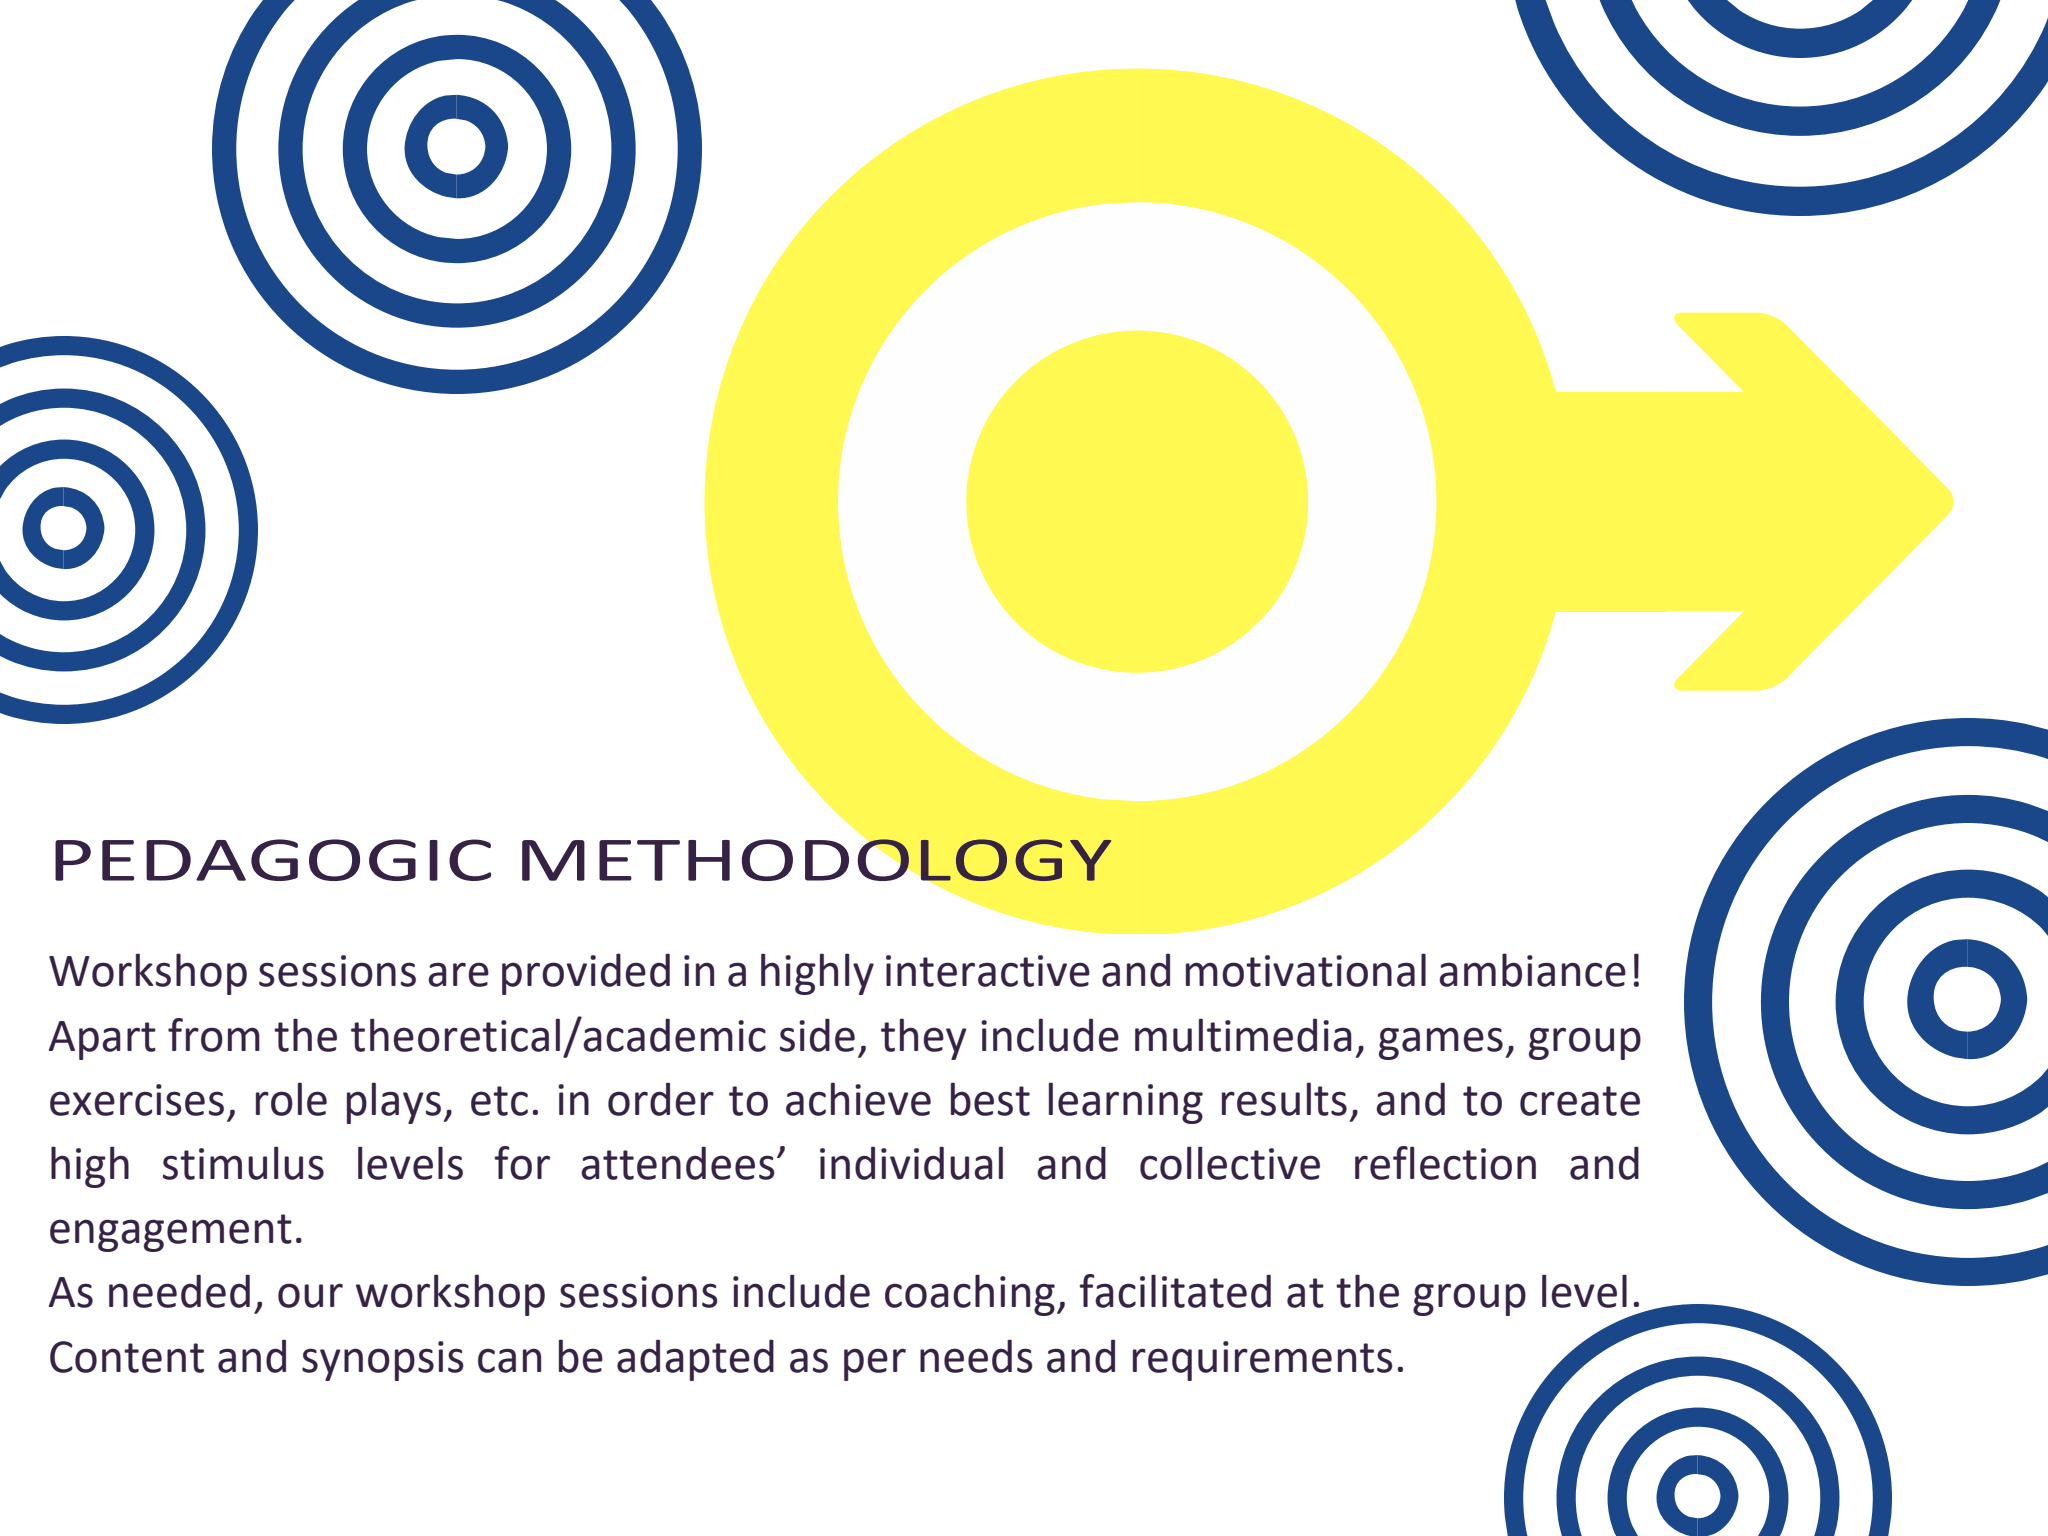 PEDAGOGIC METHODOLOGY
Workshop sessions are provided in a highly interactive and motivational ambiance!
Apart from the theoretical/academic side, they include multimedia, games, group
exercises, role plays, etc. in order to achieve best learning results, and to create
high stimulus levels for attendees’ individual and collective reflection and
engagement.
As needed, our workshop sessions include coaching, facilitated at the group level.
Content and synopsis can be adapted as per needs and requirements.